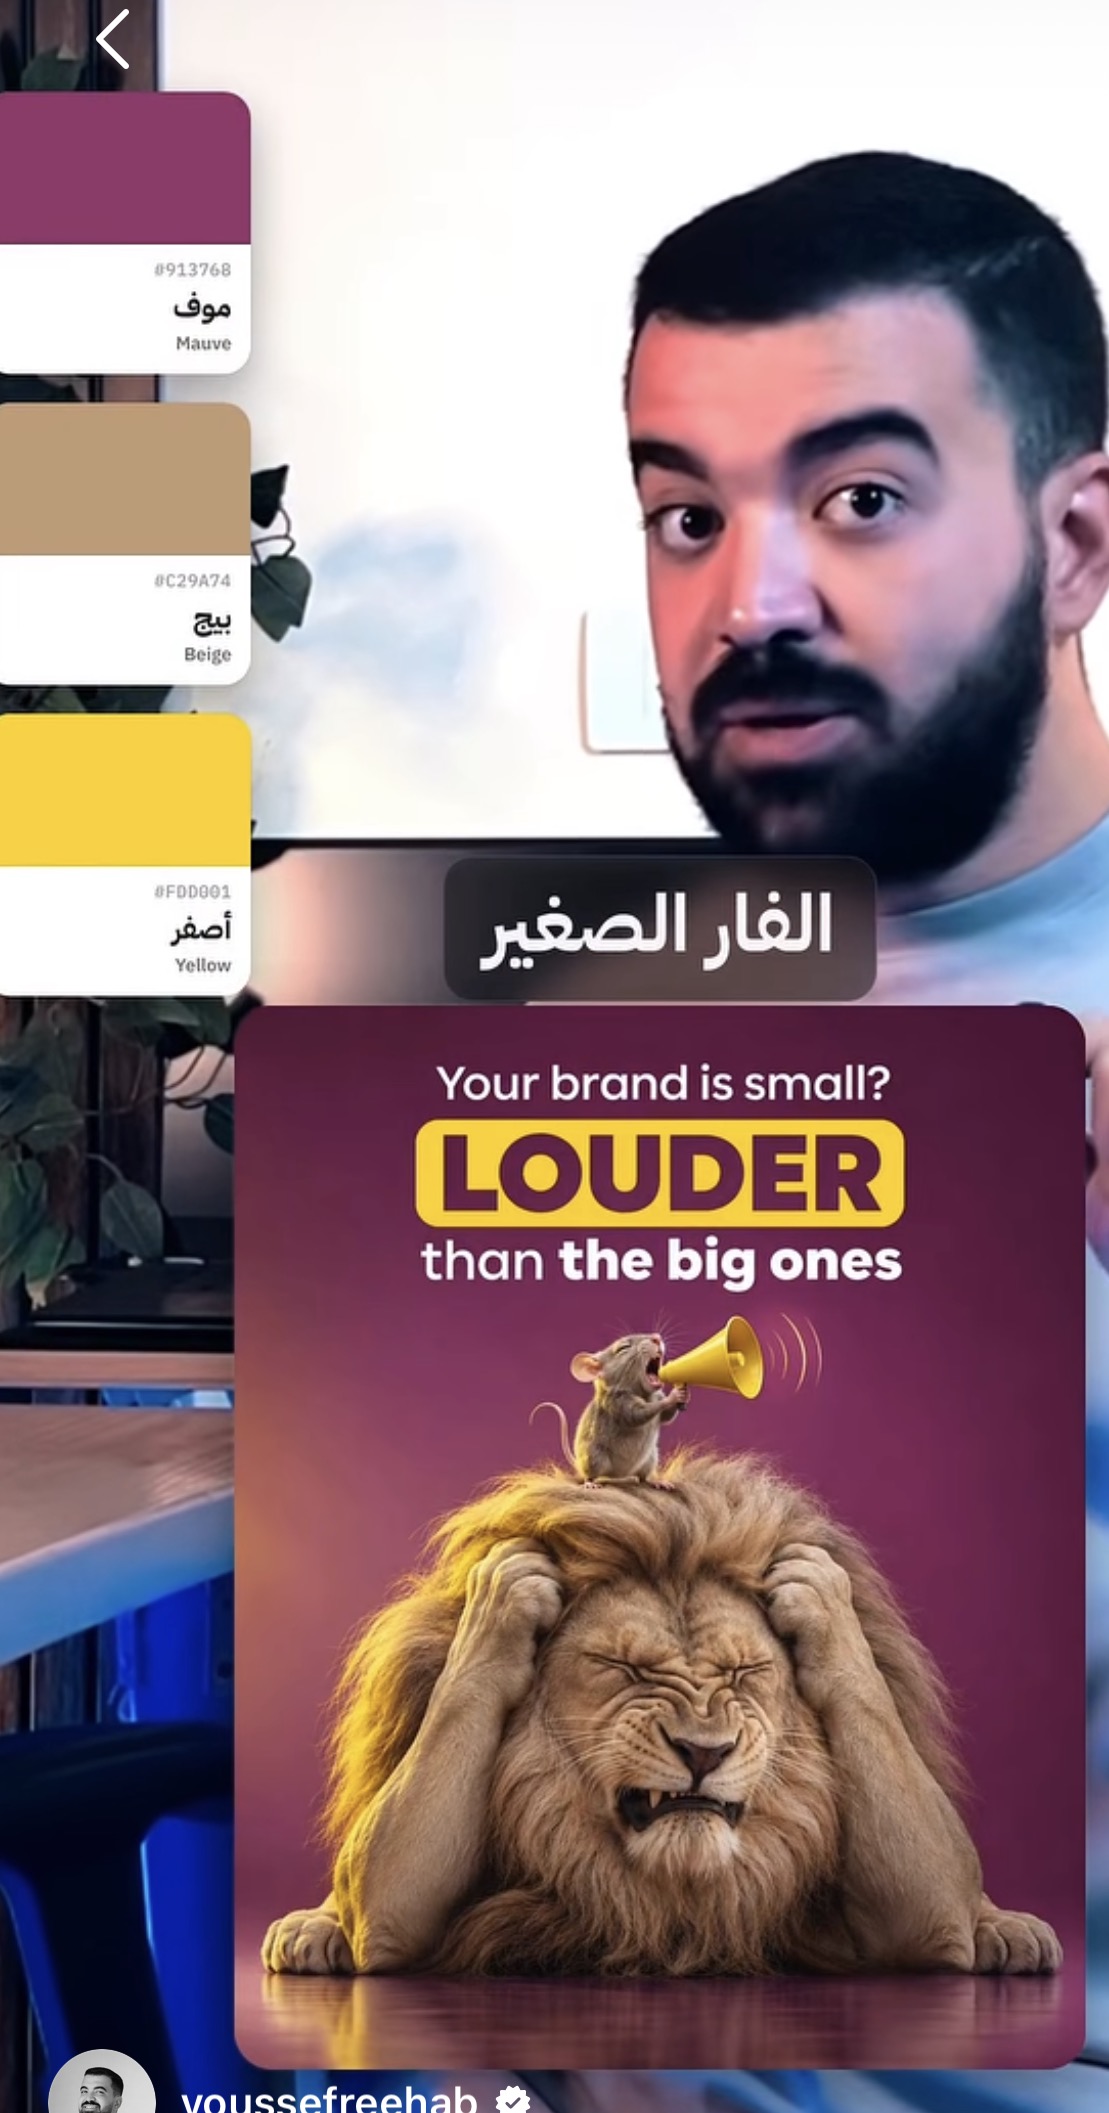 #913768
موف
Mauve
#C29A74
بيج
Beige
#FDD001
أصفر
Yellow
الفار الصغير
Your brand is small?
LOUDER
than the big ones
youssefreehab